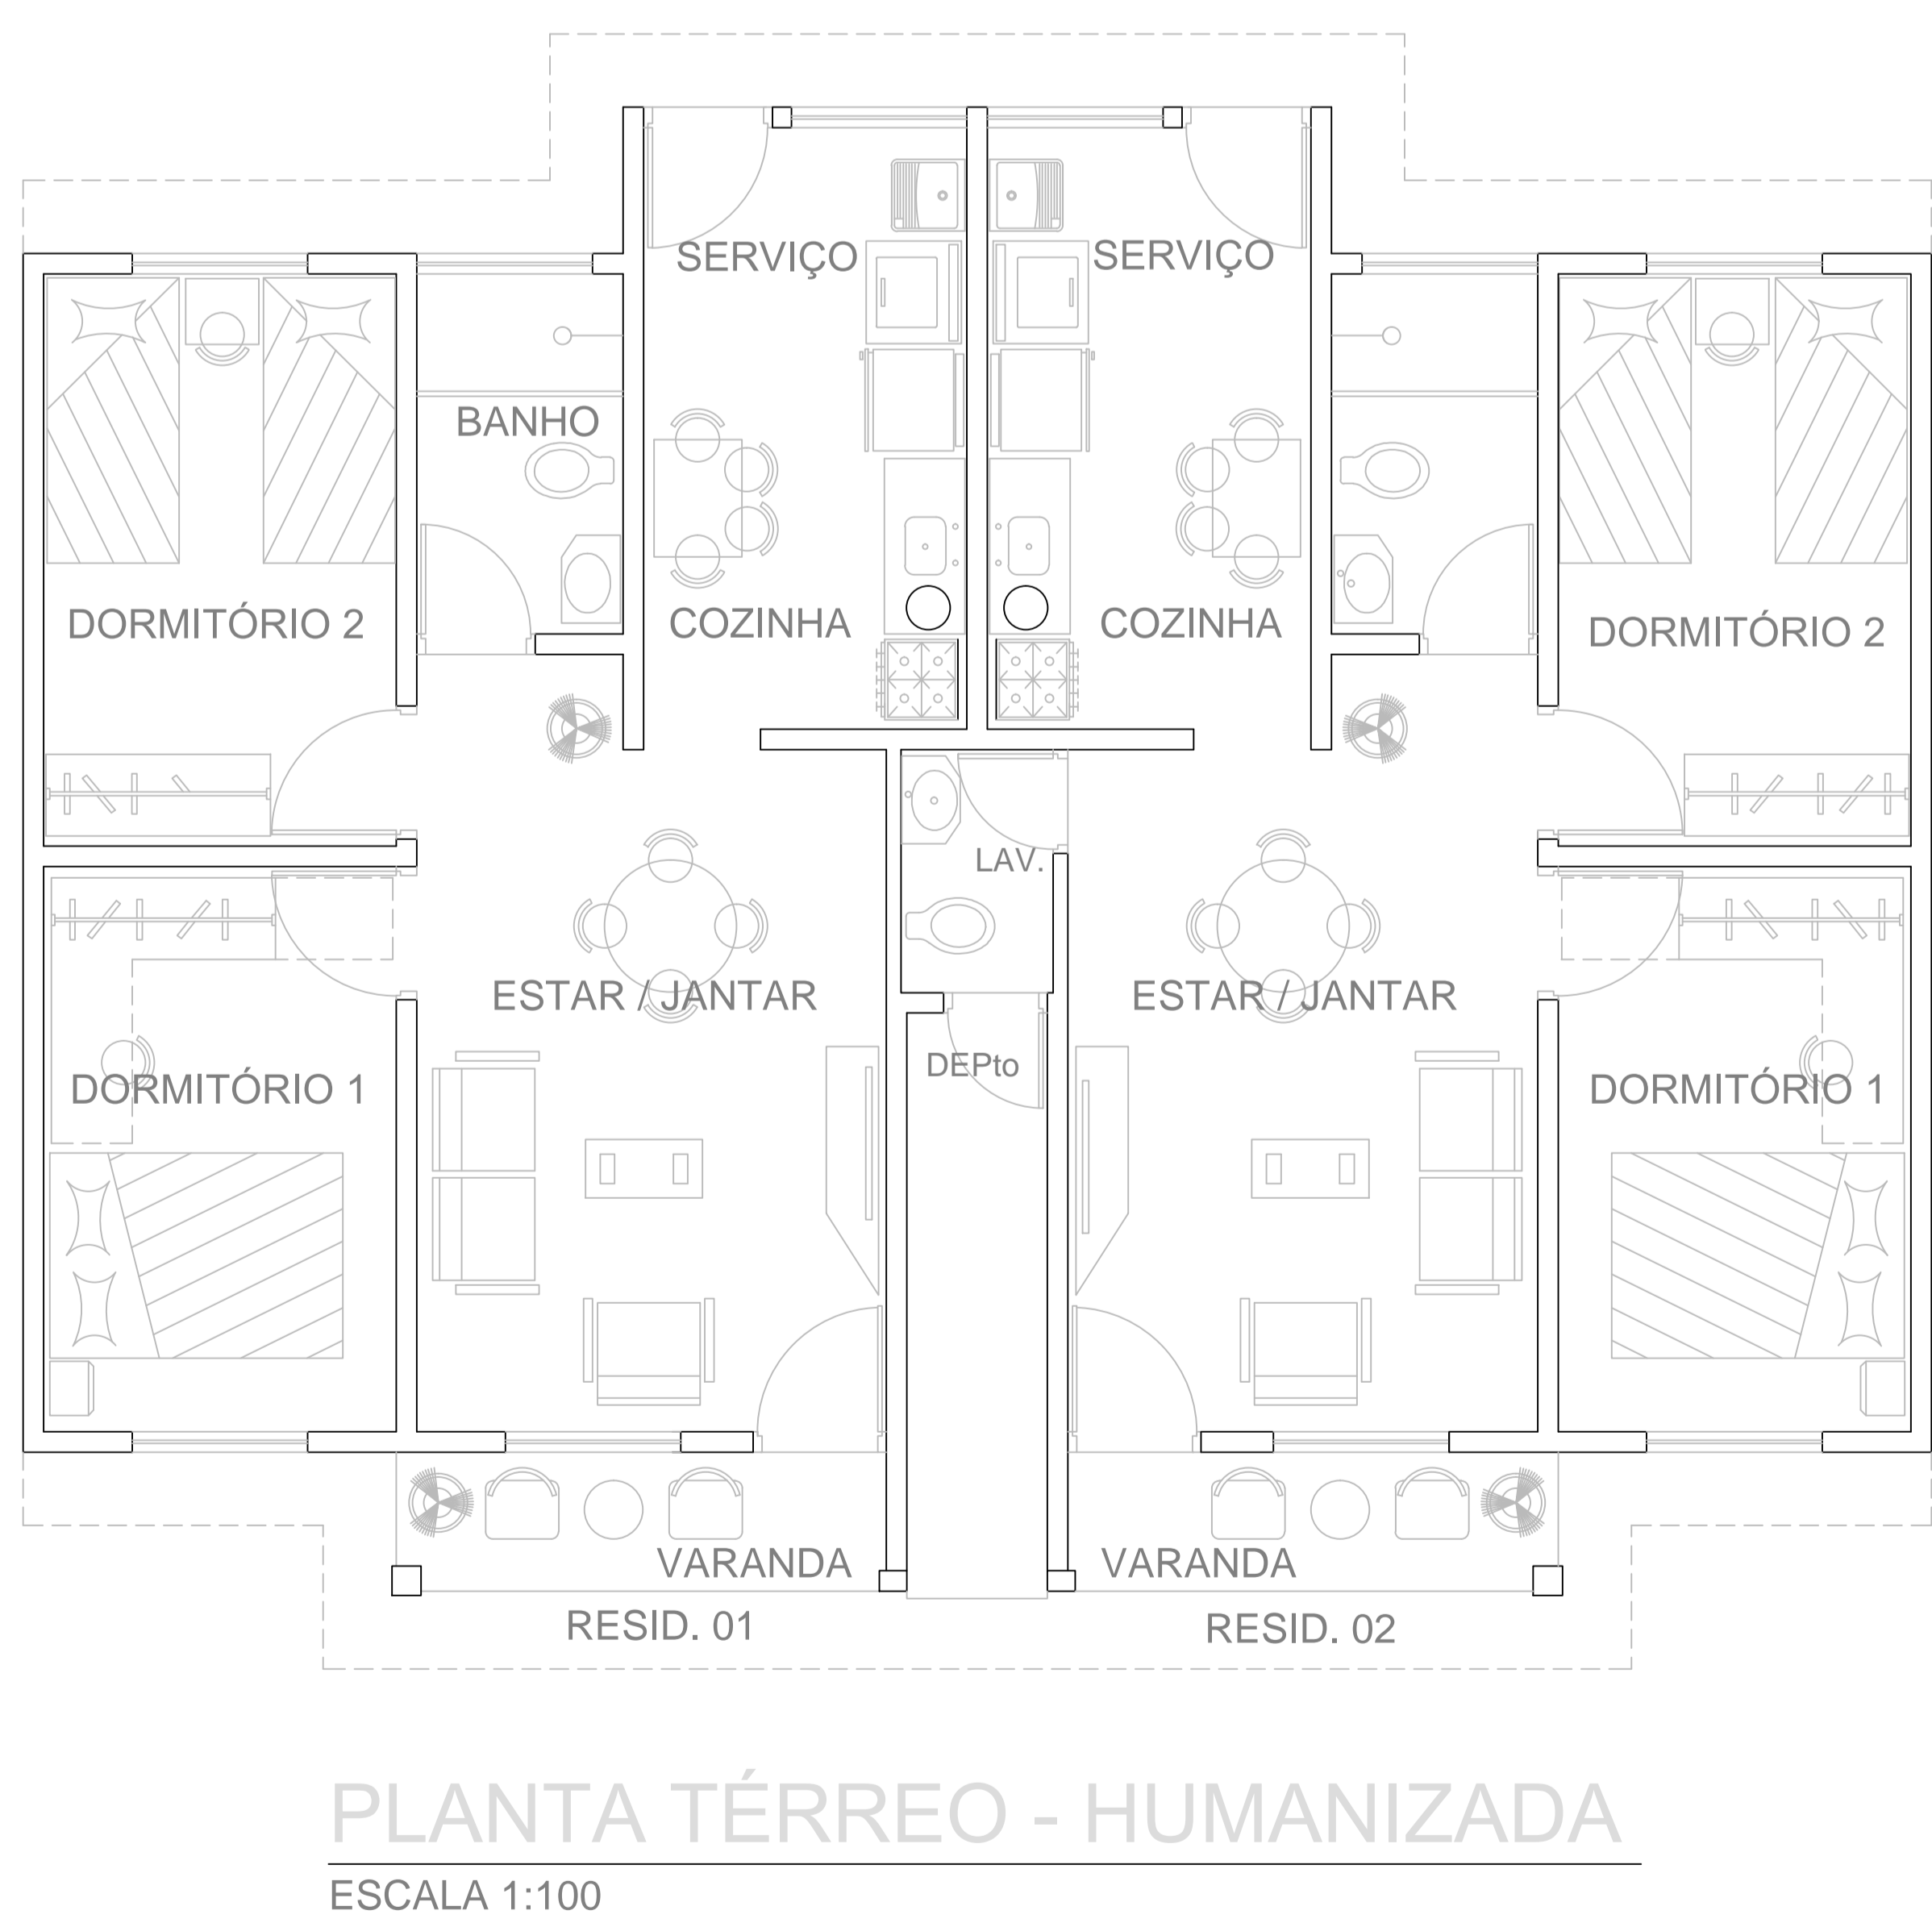 SERVIÇO
SERVIÇO
BANHO
DORMITÓRIO 2
COZINHA
COZINHA
DORMITÓRIO 2
LAV.
ESTAR / JANTAR
ESTAR / JANTAR
DORMITÓRIO 1
DEPto
DORMITÓRIO 1
VARANDA
VARANDA
RESID. 01
RESID. 02
PLANTA TÉRREO - HUMANIZADA
ESCALA 1:100